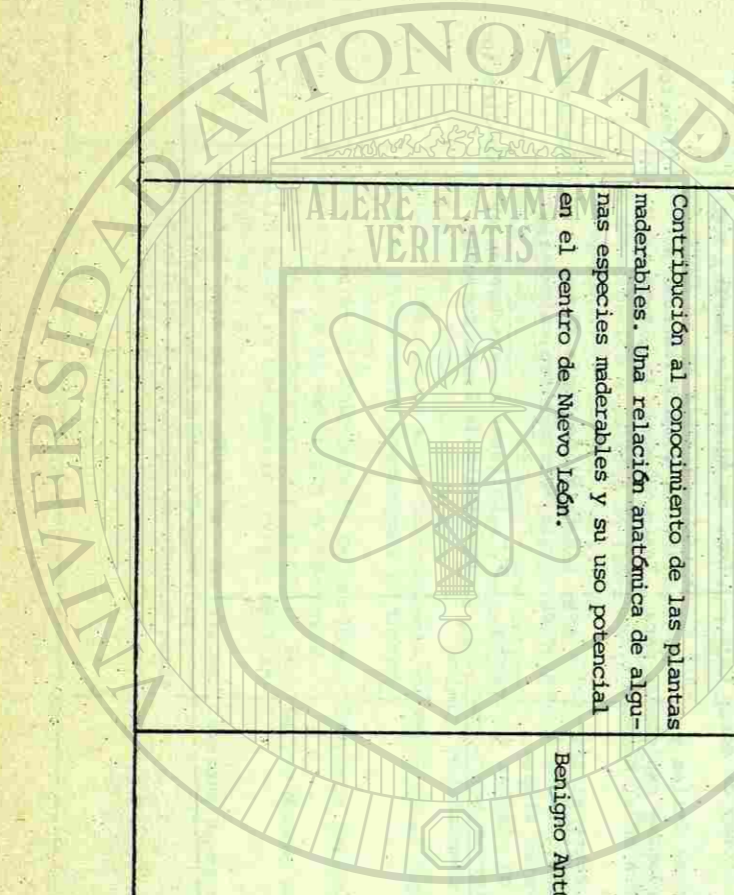 Contribución al conocimiento de las plantas
maderables. Una relación anatómica de algu-
nas especies maderables y su uso potencial
en el centro de Nuevo León.
Benigno Ant
UNIVERSIDAD AVTONOMA D
ALERE FLAMMAM
VERITATIS